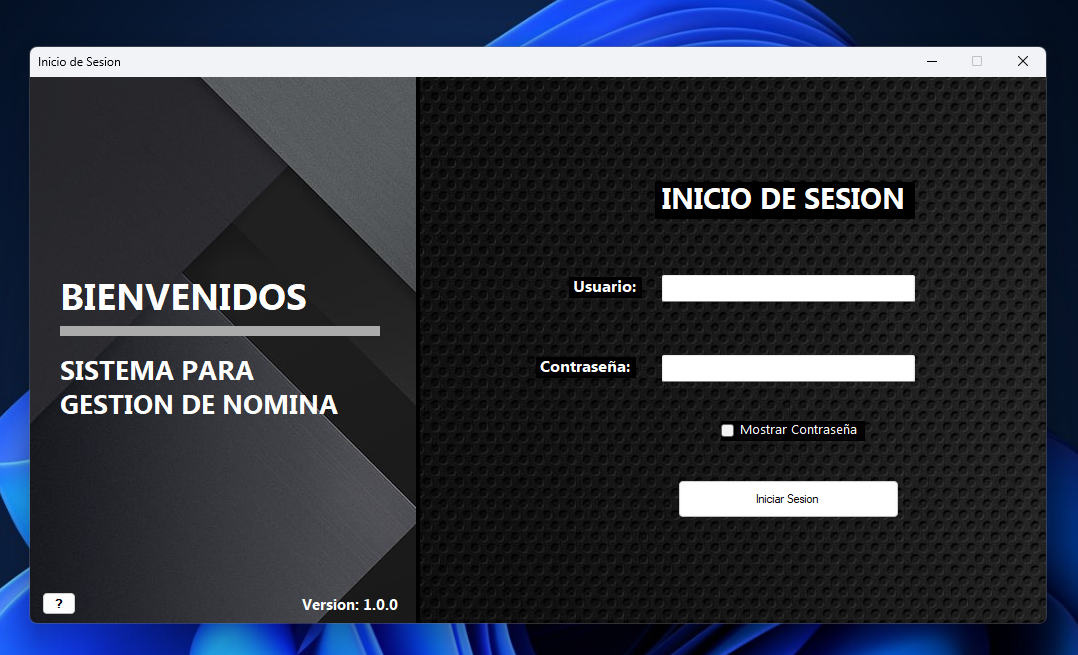 Inicio de Sesion
BIENVENIDOS
SISTEMA PARA
GESTION DE NOMINA
?
Version: 1.0.0
INICIO DE SESION
Usuario:
Contraseña:
Mostrar Contraseña
Iniciar Sesion